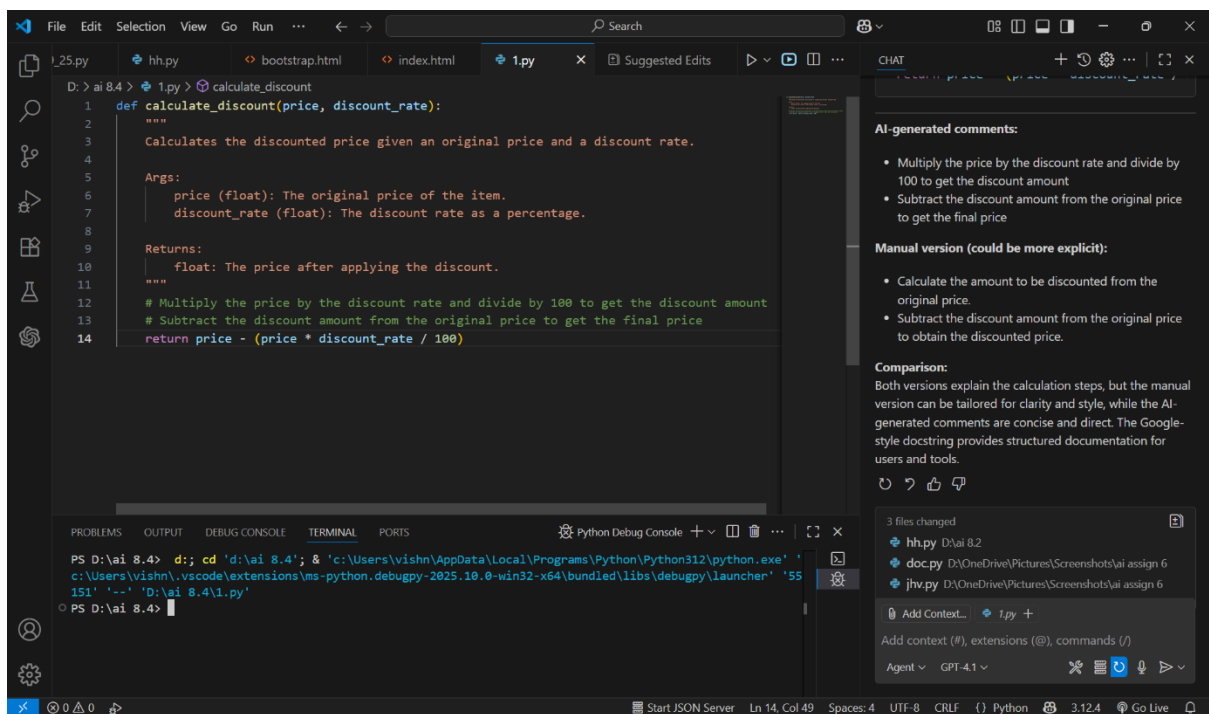 File Edit Selection View Go Run ··· Search
_25.py hh.py bootstrap.html index.html 1.py Suggested Edits
D: > ai 8.4 > 1.py > calculate_discount
1 def calculate_discount(price, discount_rate):
2 """
3 Calculates the discounted price given an original price and a discount rate.
4
5 Args:
6 price (float): The original price of the item.
7 discount_rate (float): The discount rate as a percentage.
8
9 Returns:
10 float: The price after applying the discount.
11 """
12 # Multiply the price by the discount rate and divide by 100 to get the discount amount
13 # Subtract the discount amount from the original price to get the final price
14 return price - (price * discount_rate / 100)
PROBLEMS OUTPUT DEBUG CONSOLE TERMINAL PORTS Python Debug Console
PS D:\ai 8.4> d:; cd 'd:\ai 8.4'; & 'c:\Users\vishn\AppData\Local\Programs\Python\Python312\python.exe' '
c:\Users\vishn\.vscode\extensions\ms-python.debugpy-2025.10.0-win32-x64\bundled\libs\debugpy\launcher' '55
151' '--' 'D:\ai 8.4\1.py'
PS D:\ai 8.4>
CHAT
AI-generated comments:
• Multiply the price by the discount rate and divide by
100 to get the discount amount
• Subtract the discount amount from the original price
to get the final price
Manual version (could be more explicit):
• Calculate the amount to be discounted from the
original price.
• Subtract the discount amount from the original price
to obtain the discounted price.
Comparison:
Both versions explain the calculation steps, but the manual
version can be tailored for clarity and style, while the AI-
generated comments are concise and direct. The Google-
style docstring provides structured documentation for
users and tools.
3 files changed
hh.py D:\ai 8.2
doc.py D:\OneDrive\Pictures\Screenshots\ai assign 6
jhv.py D:\OneDrive\Pictures\Screenshots\ai assign 6
Add Context... 1.py +
Add context (#), extensions (@), commands (/)
Agent GPT-4.1
0 0 Start JSON Server Ln 14, Col 49 Spaces: 4 UTF-8 CRLF {} Python 3.12.4 Go Live